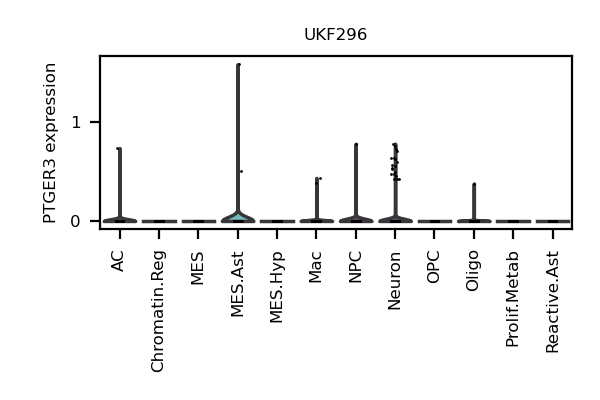 UKF296
PTGER3 expression
1
0
AC
Chromatin.Reg
MES
MES.Ast
MES.Hyp
Mac
NPC
Neuron
OPC
Oligo
Prolif.Metab
Reactive.Ast